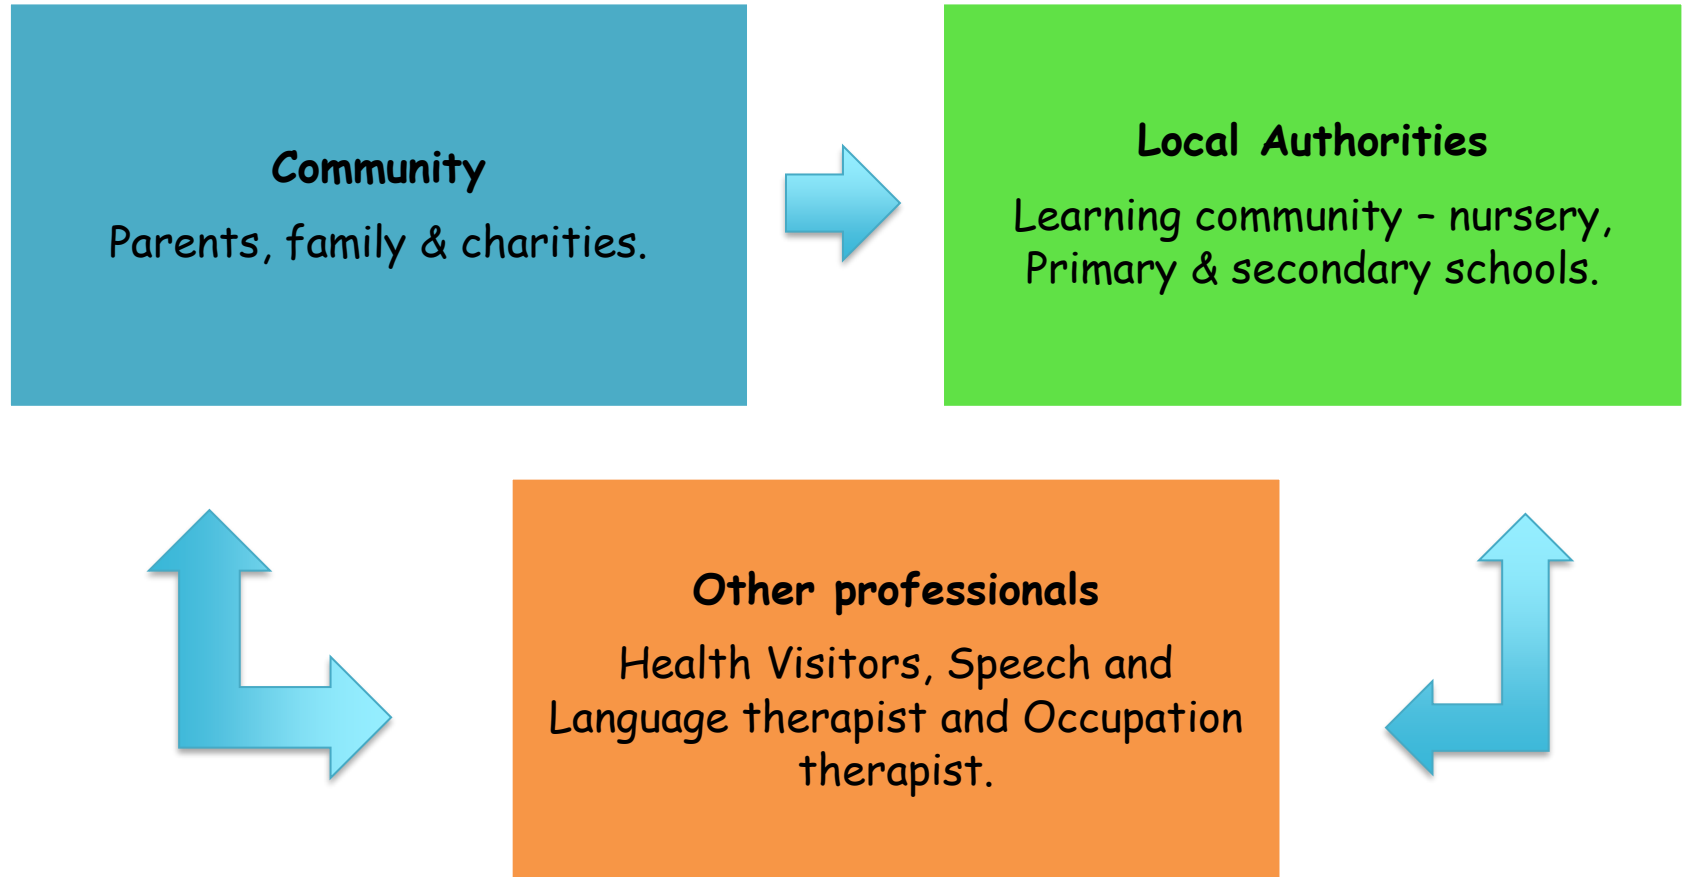 Community
Parents, family & charities.
Local Authorities
Learning community – nursery,
Primary & secondary schools.
Other professionals
Health Visitors, Speech and
Language therapist and Occupation
therapist.